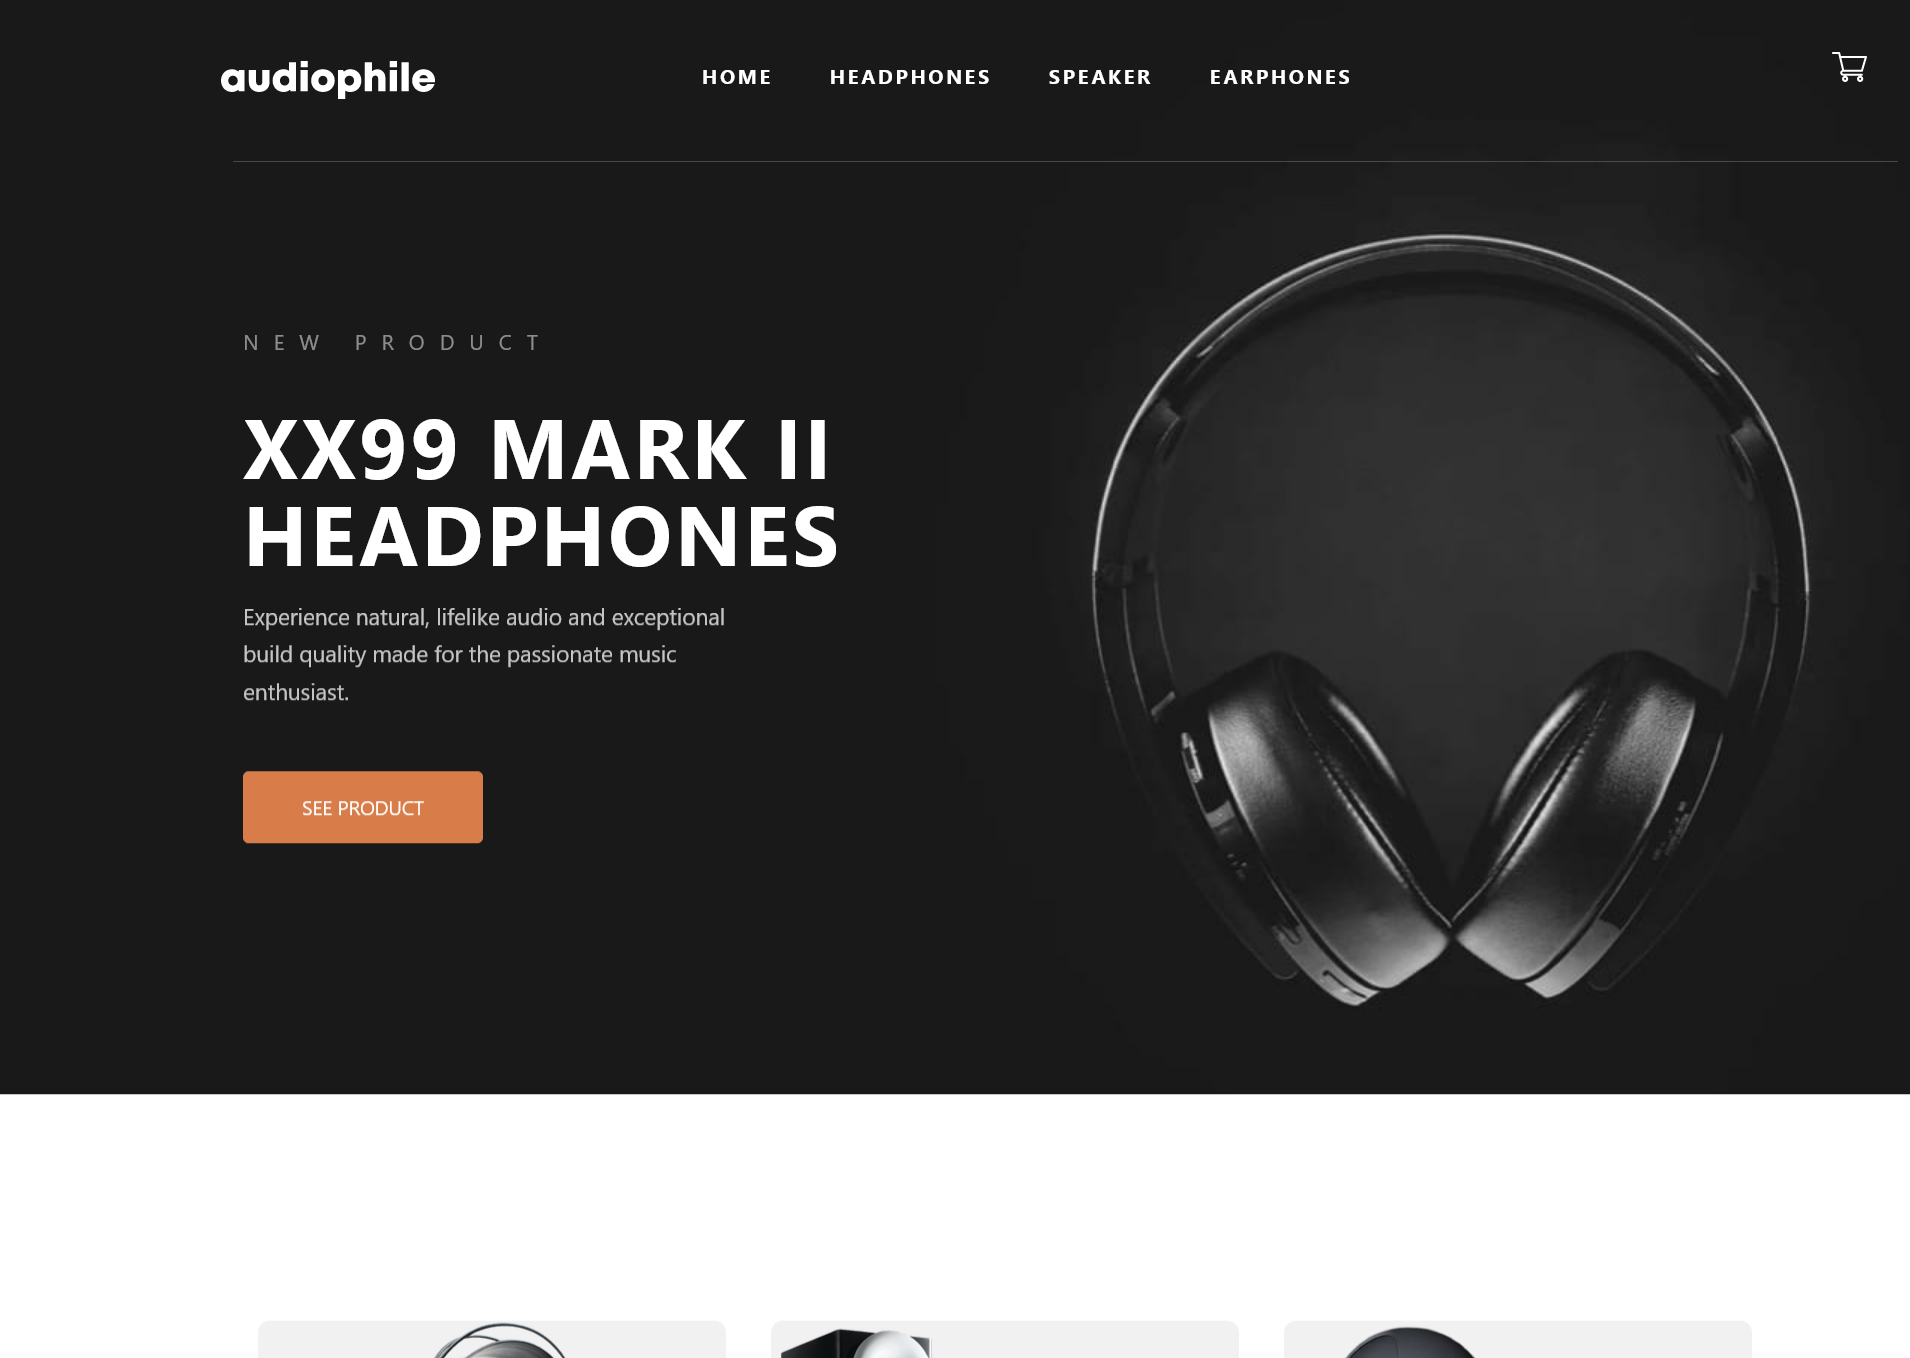 audiophile
HOME HEADPHONES SPEAKER EARPHONES
NEW PRODUCT
XX99 MARK II
HEADPHONES
Experience natural, lifelike audio and exceptional
build quality made for the passionate music
enthusiast.
SEE PRODUCT